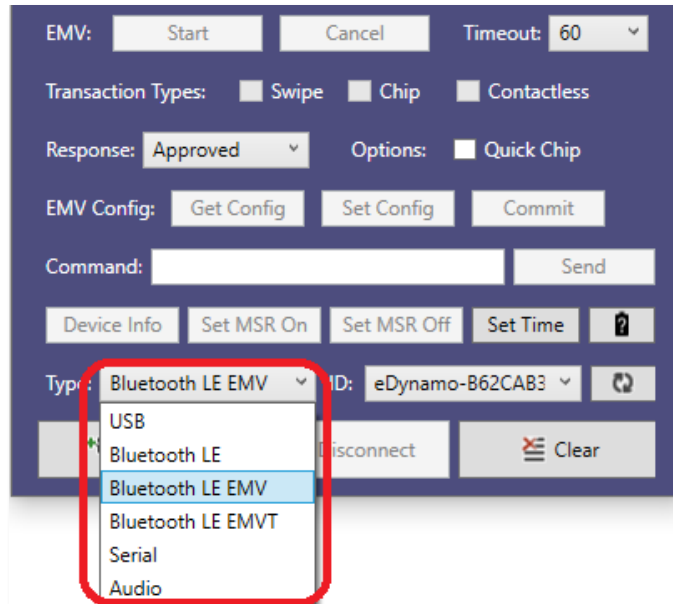 EMV: Start Cancel Timeout: 60
Transaction Types: Swipe Chip Contactless
Response: Approved Options: Quick Chip
EMV Config: Get Config Set Config Commit
Command: Send
Device Info Set MSR On Set MSR Off Set Time
Type: Bluetooth LE EMV ID: eDynamo-B62CAB3
USB
Bluetooth LE
Disconnect Clear
Bluetooth LE EMV
Bluetooth LE EMVT
Serial
Audio